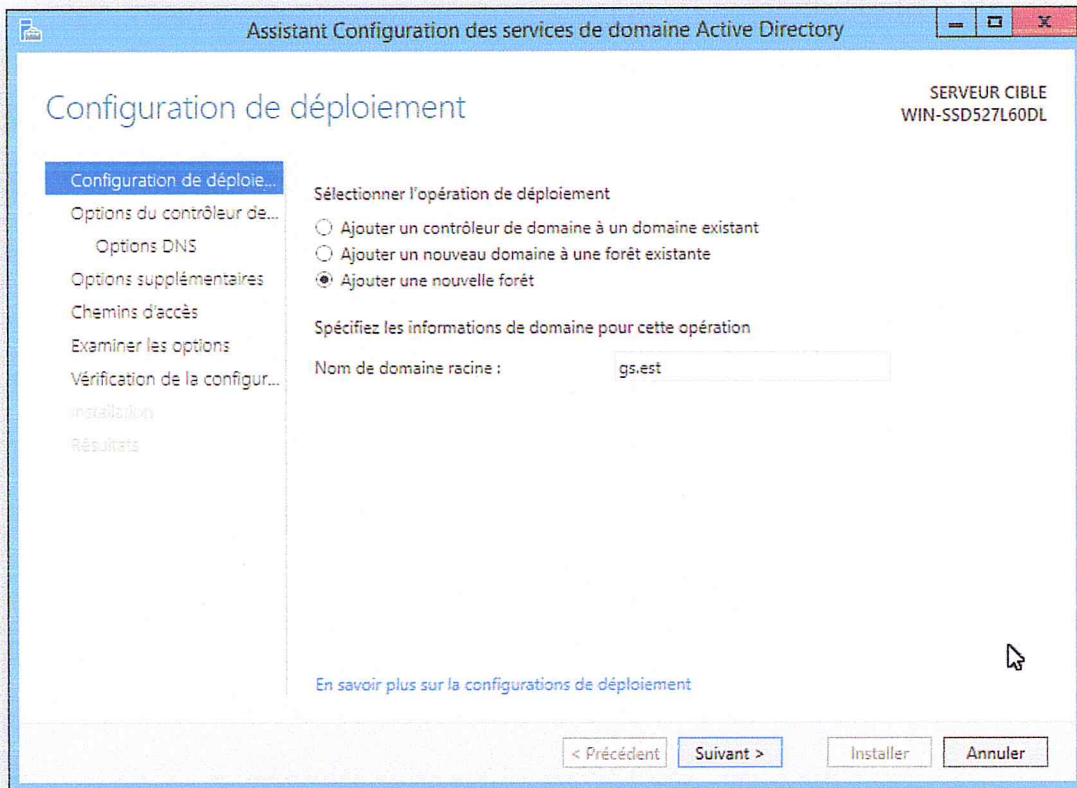 Assistant Configuration des services de domaine Active Directory
Configuration de déploiement
SERVEUR CIBLE
WIN-SSD527L60DL
Configuration de déploie...
Options du contrôleur de...
Options DNS
Options supplémentaires
Chemins d'accès
Examiner les options
Vérification de la configur...
Installation
Résultats
Sélectionner l'opération de déploiement
Ajouter un contrôleur de domaine à un domaine existant
Ajouter un nouveau domaine à une forêt existante
Ajouter une nouvelle forêt
Spécifiez les informations de domaine pour cette opération
Nom de domaine racine : gs.est
En savoir plus sur la configurations de déploiement
< Précédent Suivant > Installer Annuler